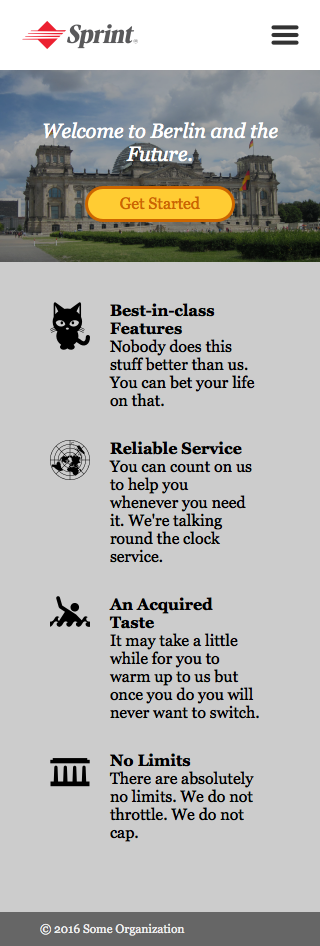 Sprint
Welcome to Berlin and the
Future.
Get Started
Best-in-class
Features
Nobody does this
stuff better than us.
You can bet your life
on that.
Reliable Service
You can count on us
to help you
whenever you need
it. We're talking
round the clock
service.
An Acquired
Taste
It may take a little
while for you to
warm up to us but
once you do you will
never want to switch.
No Limits
There are absolutely
no limits. We do not
throttle. We do not
cap.
© 2016 Some Organization